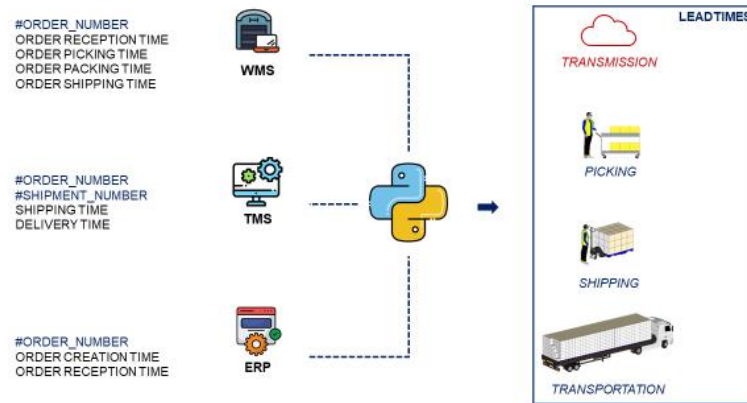 #ORDER_NUMBER
ORDER RECEPTION TIME
ORDER PICKING TIME
ORDER PACKING TIME
ORDER SHIPPING TIME
WMS
#ORDER_NUMBER
#SHIPMENT_NUMBER
SHIPPING TIME
DELIVERY TIME
TMS
#ORDER_NUMBER
ORDER CREATION TIME
ORDER RECEPTION TIME
ERP
LEADTIMES
TRANSMISSION
PICKING
SHIPPING
TRANSPORTATION